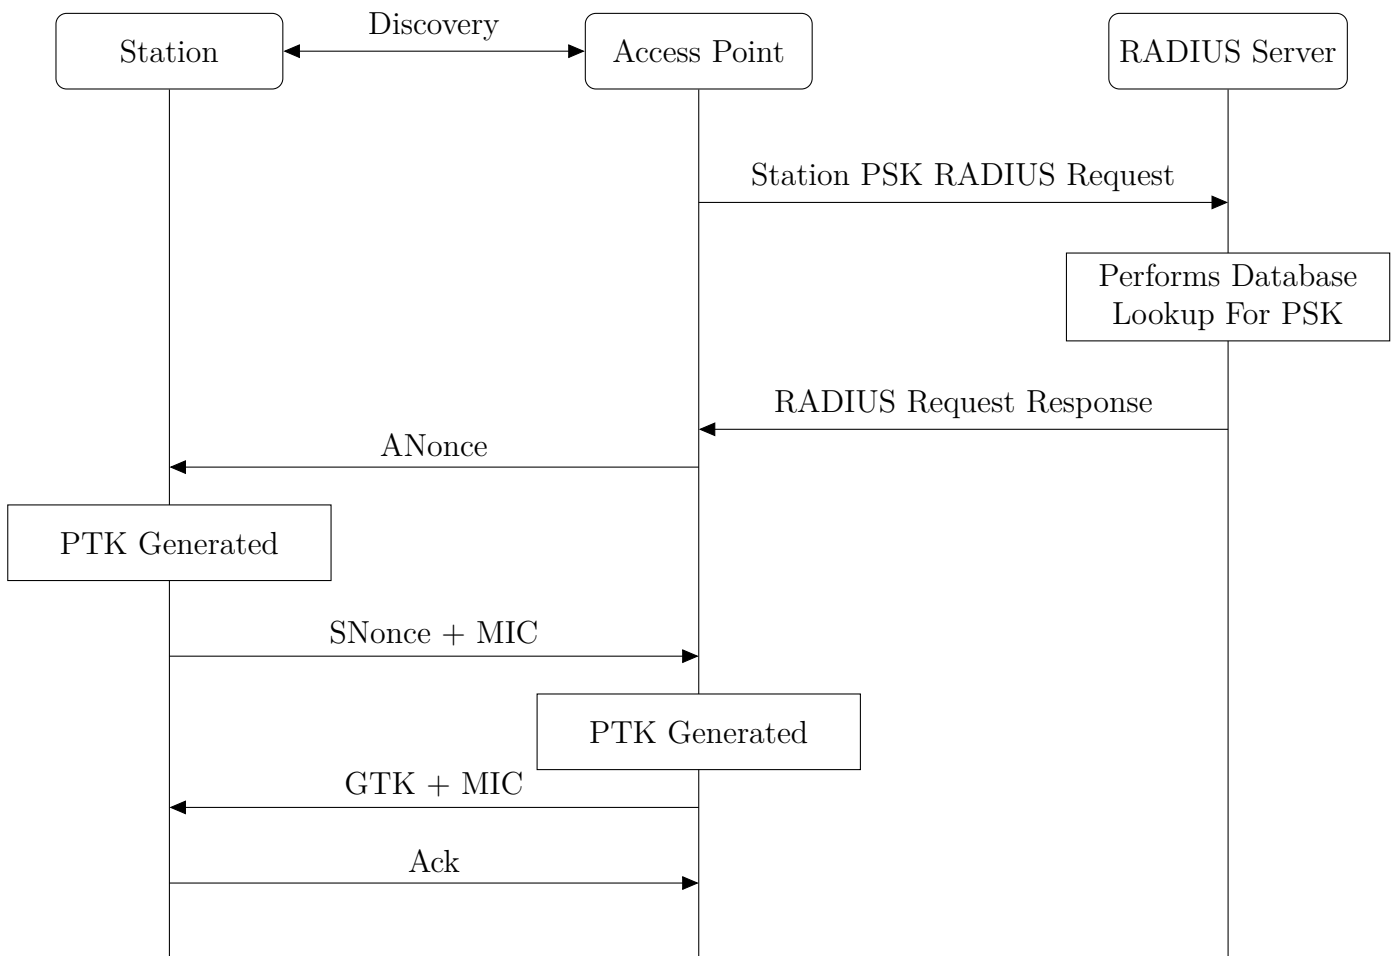 Discovery
Station
Access Point
RADIUS Server
Station PSK RADIUS Request
Performs Database
Lookup For PSK
RADIUS Request Response
ANonce
PTK Generated
SNonce + MIC
PTK Generated
GTK + MIC
Ack